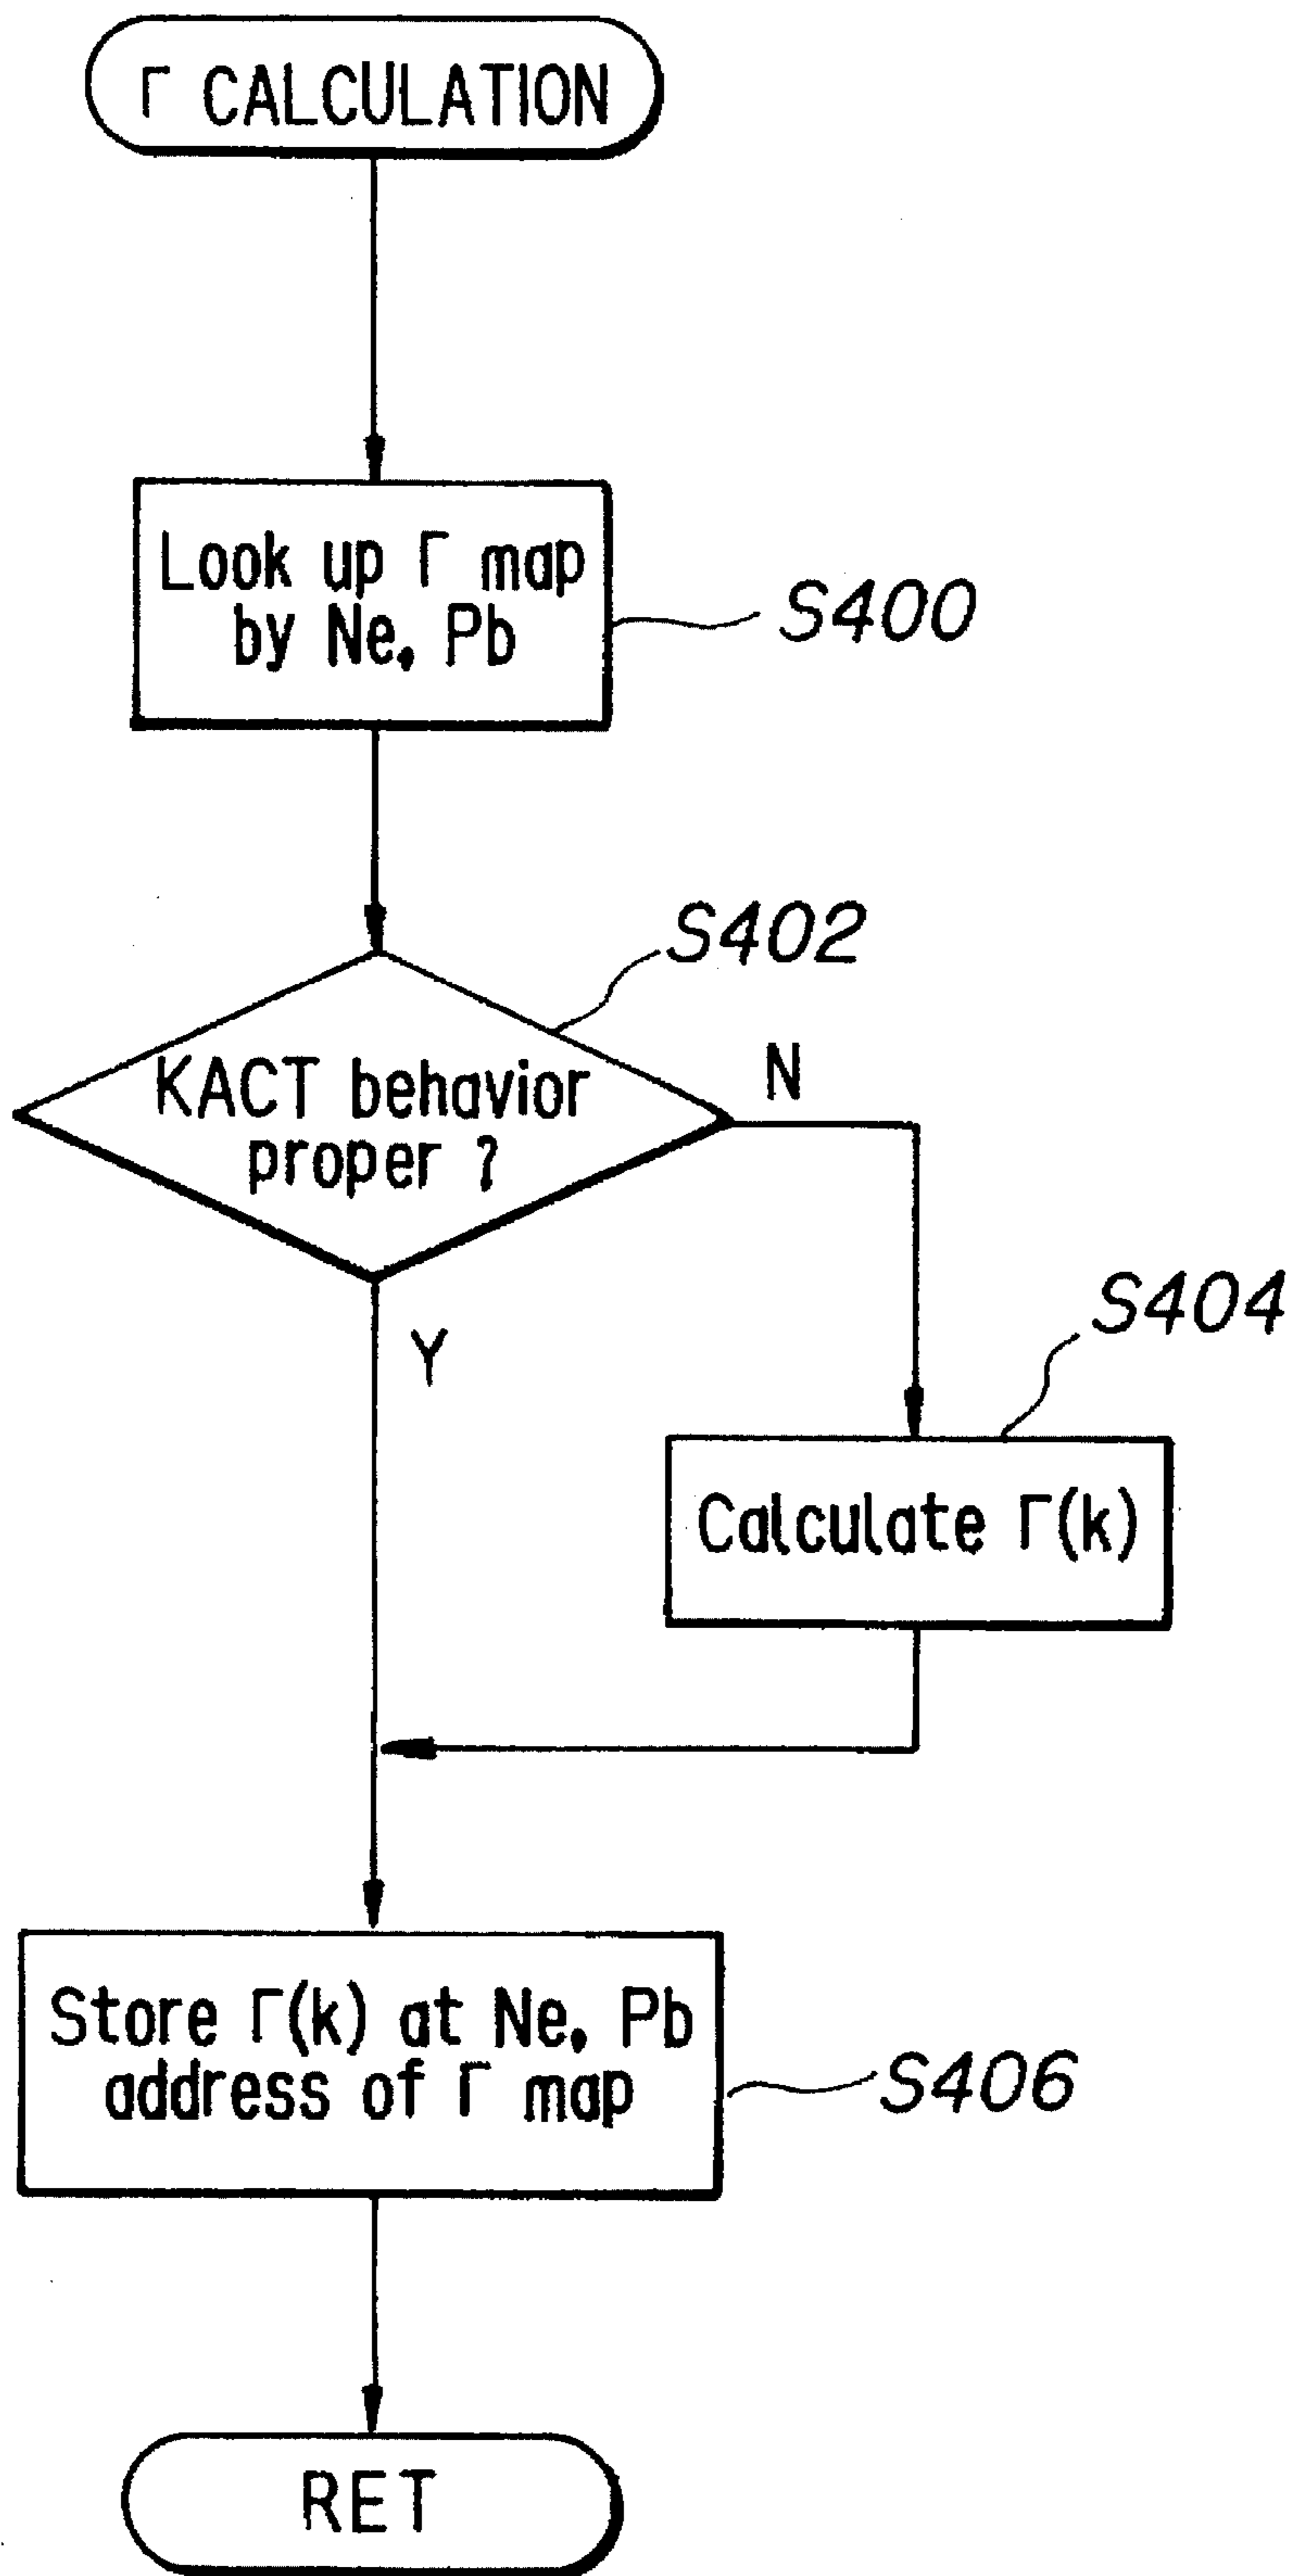 Γ CALCULATION
Look up Γ map
by Ne, Pb
S400
S402
KACT behavior
proper ?
N
Y
S404
Calculate Γ(k)
Store Γ(k) at Ne, Pb
address of Γ map
S406
RET